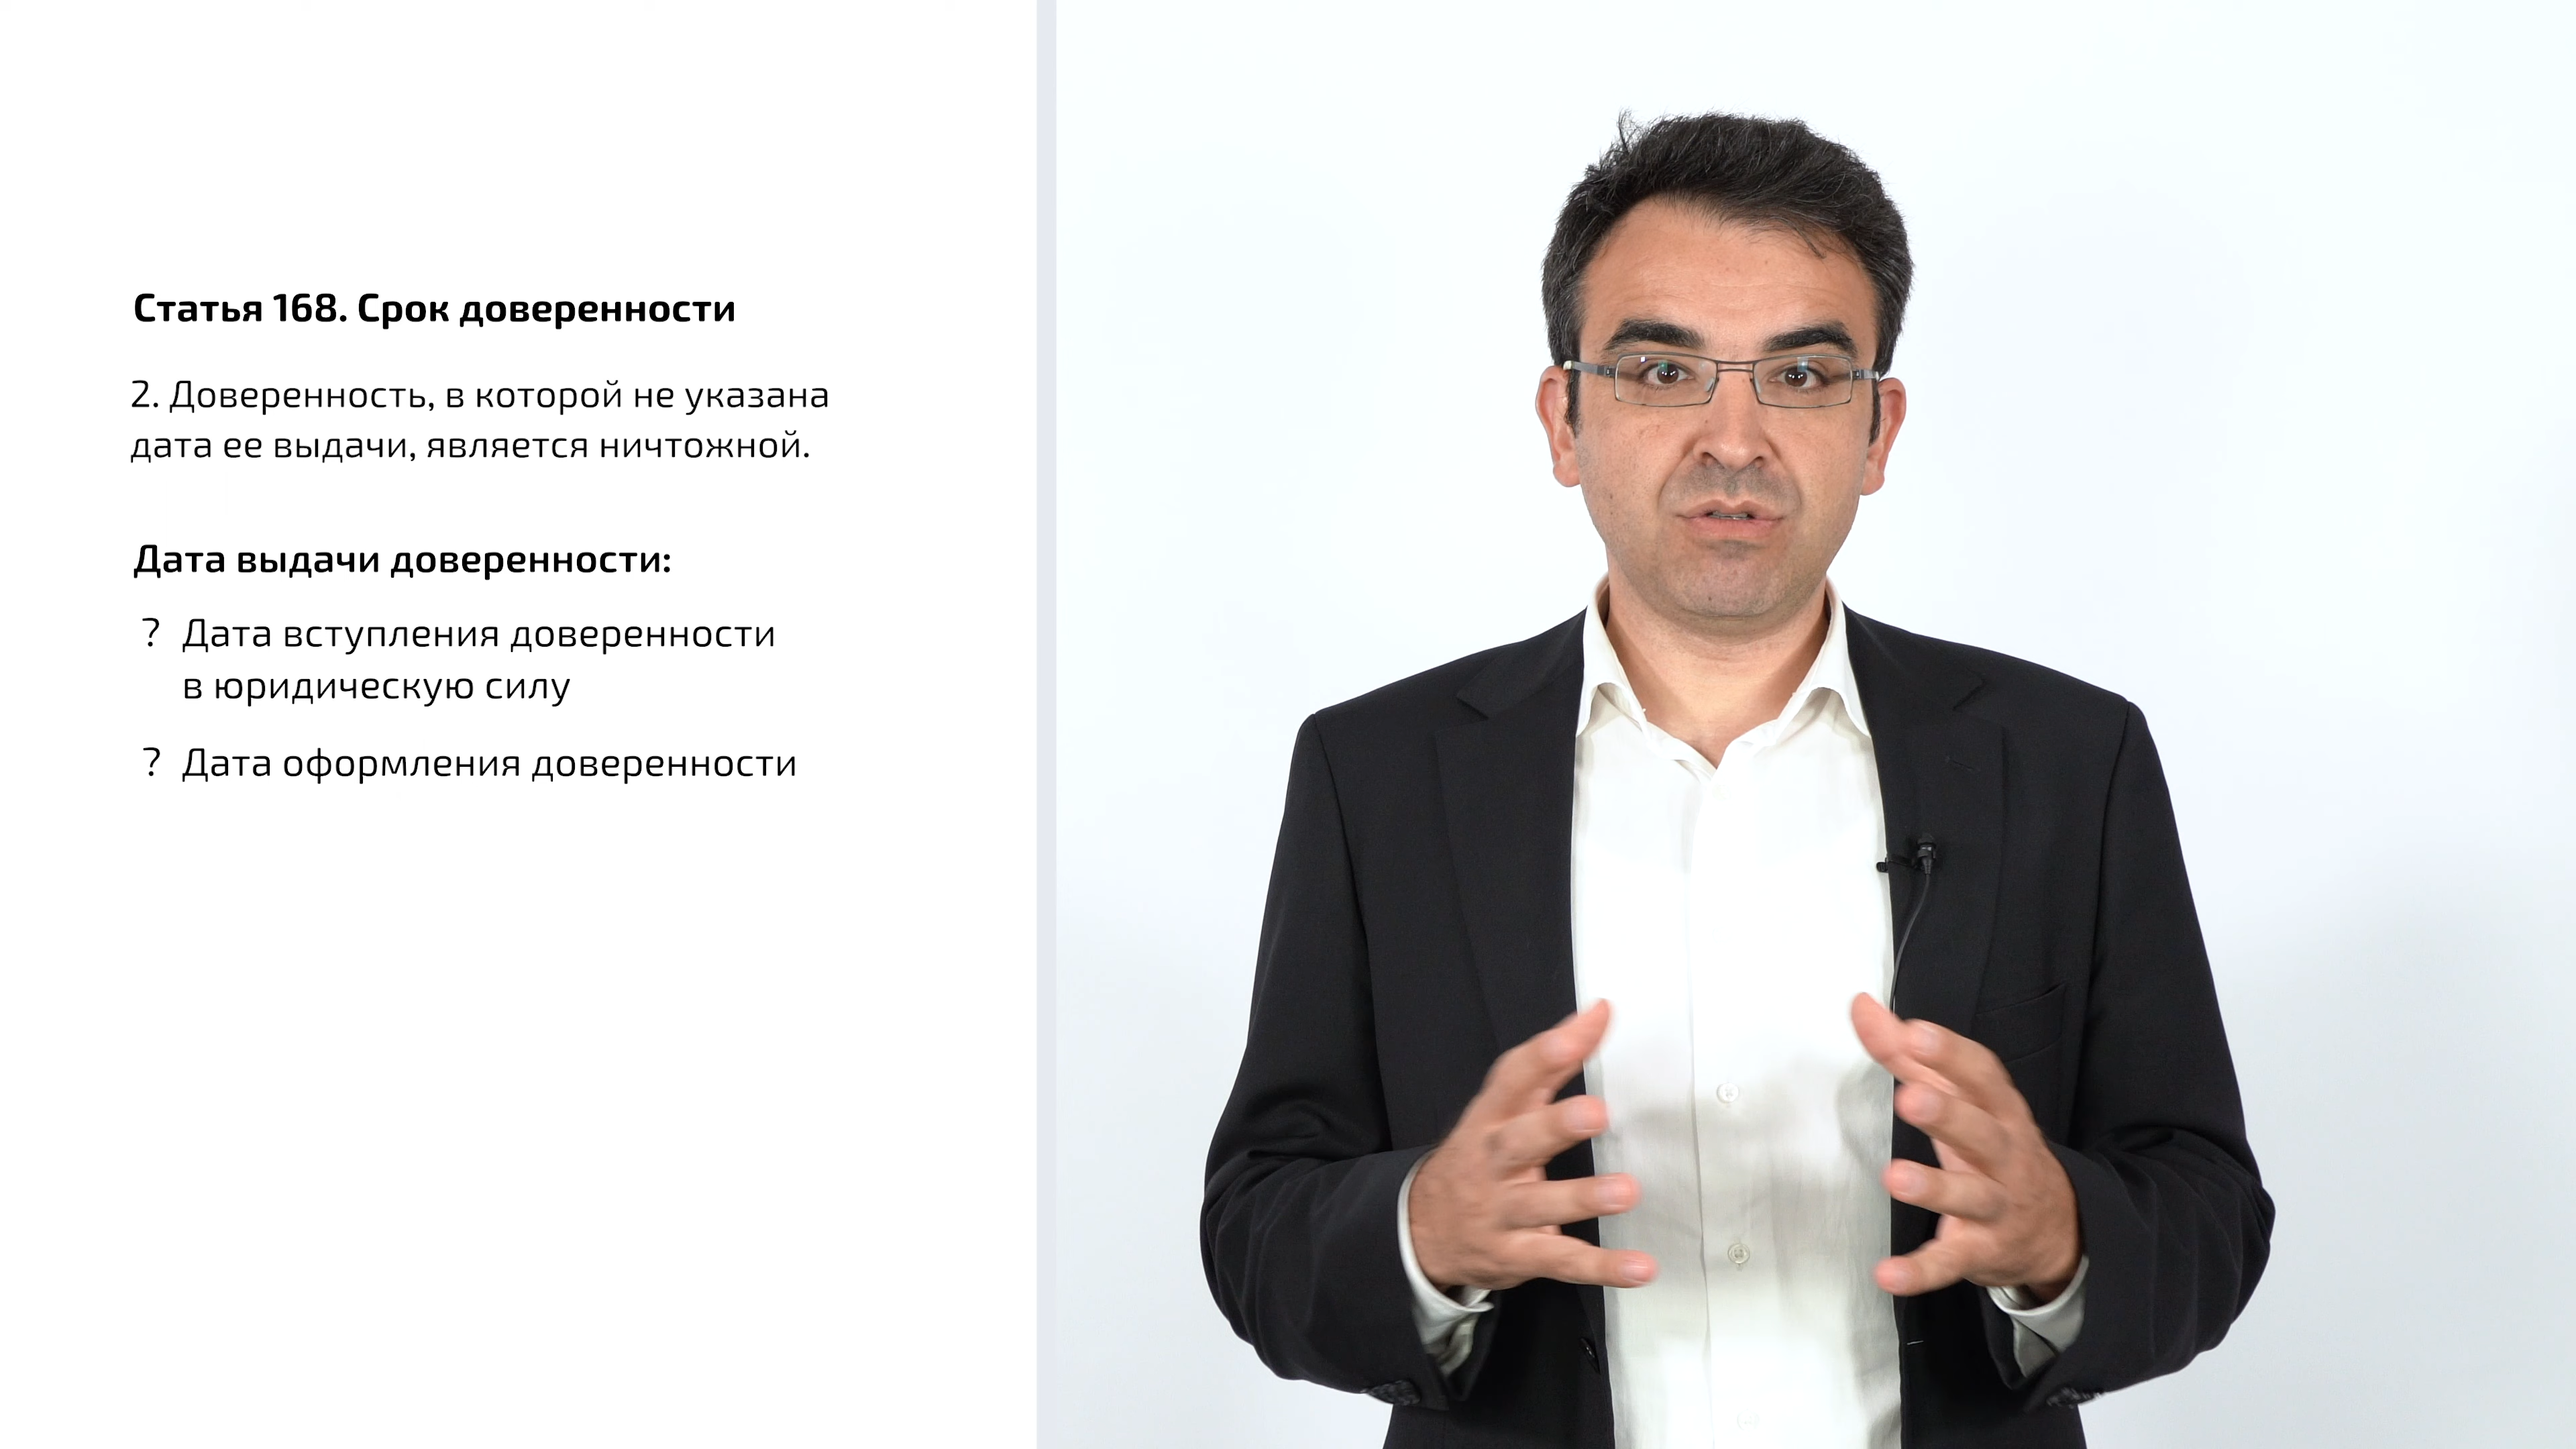 Статья 168. Срок доверенности
2. Доверенность, в которой не указана
дата ее выдачи, является ничтожной.
Дата выдачи доверенности:
? Дата вступления доверенности
в юридическую силу
? Дата оформления доверенности